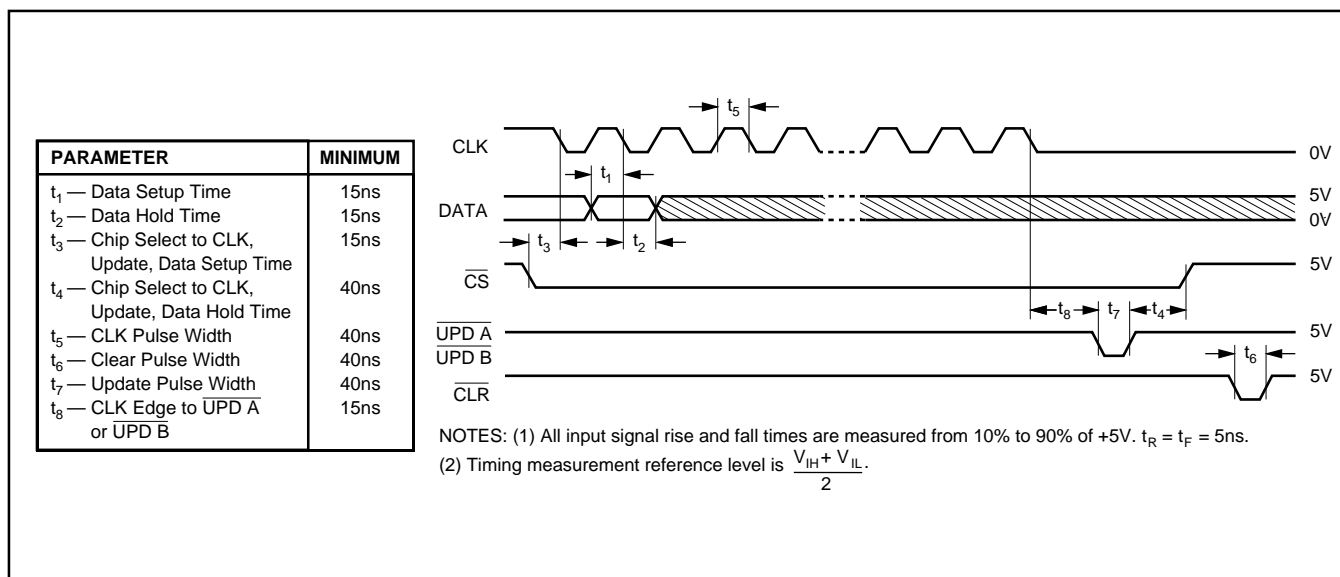 PARAMETER MINIMUM
t1 — Data Setup Time 15ns
t2 — Data Hold Time 15ns
t3 — Chip Select to CLK, 15ns
Update, Data Setup Time
t4 — Chip Select to CLK, 40ns
Update, Data Hold Time
t5 — CLK Pulse Width 40ns
t6 — Clear Pulse Width 40ns
t7 — Update Pulse Width 40ns
t8 — CLK Edge to UPD A 15ns
or UPD B
t5
CLK
0V
t1
DATA
5V
0V
t3
t2
CS
5V
t8
t7
t4
UPD A
UPD B
5V
t6
CLR
5V
NOTES: (1) All input signal rise and fall times are measured from 10% to 90% of +5V. tR = tF = 5ns.
(2) Timing measurement reference level is VIH + VIL / 2.